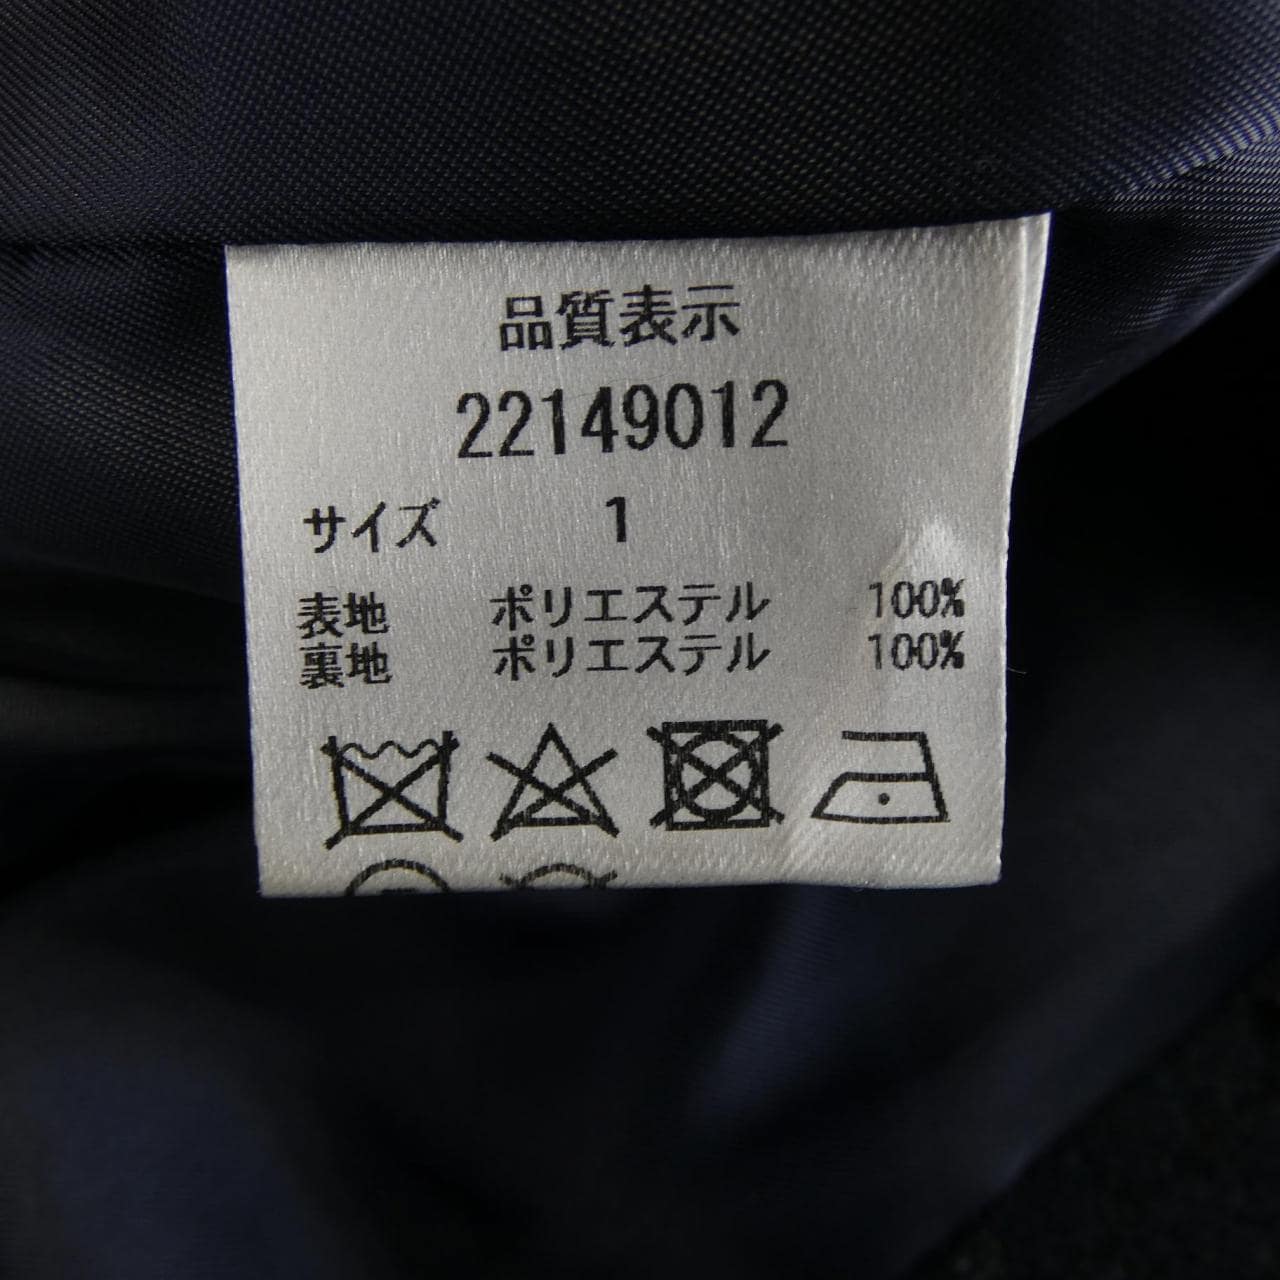 品質表示
22149012
サイズ 1
表地 ポリエステル 100%
裏地 ポリエステル 100%